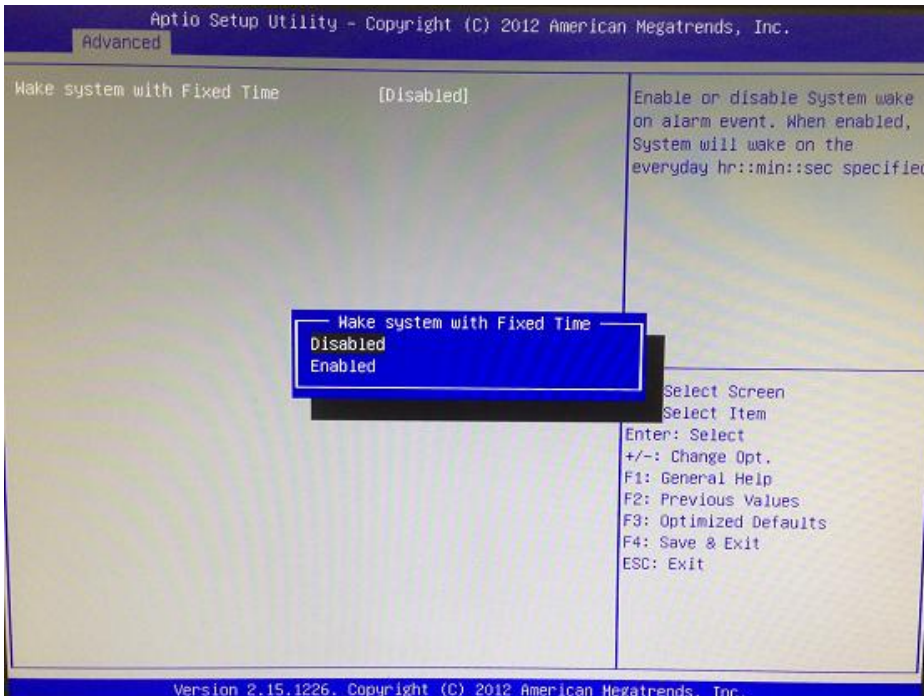 Aptio Setup Utility – Copyright (C) 2012 American Megatrends, Inc.
Advanced
Wake system with Fixed Time [Disabled]
Enable or disable System wake
on alarm event. When enabled,
System will wake on the
everyday hr::min::sec specified
Wake system with Fixed Time
Disabled
Enabled
Select Screen
Select Item
Enter: Select
+/-: Change Opt.
F1: General Help
F2: Previous Values
F3: Optimized Defaults
F4: Save & Exit
ESC: Exit
Version 2.15.1226. Copyright (C) 2012 American Megatrends, Inc.